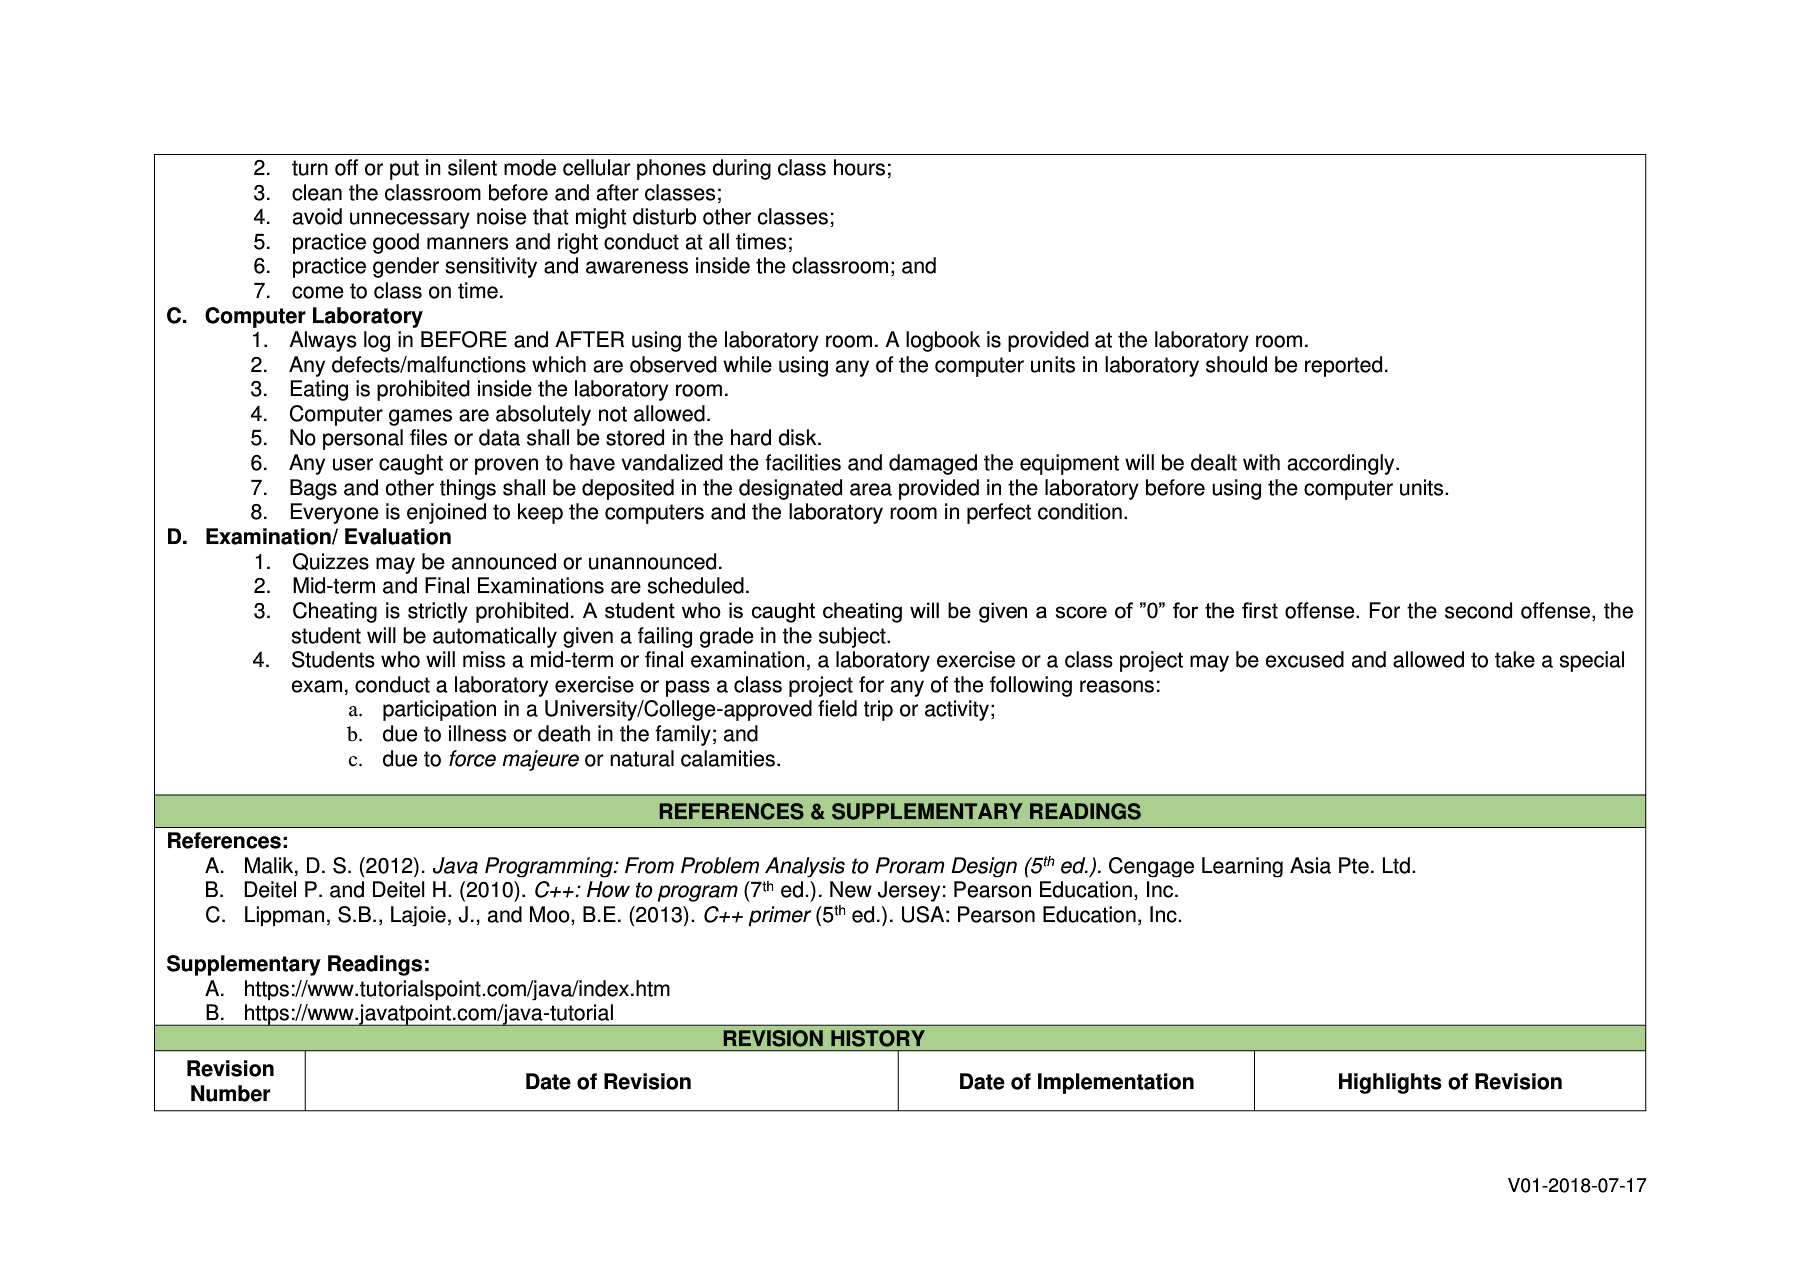 2. turn off or put in silent mode cellular phones during class hours;
3. clean the classroom before and after classes;
4. avoid unnecessary noise that might disturb other classes;
5. practice good manners and right conduct at all times;
6. practice gender sensitivity and awareness inside the classroom; and
7. come to class on time.
C. Computer Laboratory
1. Always log in BEFORE and AFTER using the laboratory room. A logbook is provided at the laboratory room.
2. Any defects/malfunctions which are observed while using any of the computer units in laboratory should be reported.
3. Eating is prohibited inside the laboratory room.
4. Computer games are absolutely not allowed.
5. No personal files or data shall be stored in the hard disk.
6. Any user caught or proven to have vandalized the facilities and damaged the equipment will be dealt with accordingly.
7. Bags and other things shall be deposited in the designated area provided in the laboratory before using the computer units.
8. Everyone is enjoined to keep the computers and the laboratory room in perfect condition.
D. Examination/ Evaluation
1. Quizzes may be announced or unannounced.
2. Mid-term and Final Examinations are scheduled.
3. Cheating is strictly prohibited. A student who is caught cheating will be given a score of ”0” for the first offense. For the second offense, the
student will be automatically given a failing grade in the subject.
4. Students who will miss a mid-term or final examination, a laboratory exercise or a class project may be excused and allowed to take a special
exam, conduct a laboratory exercise or pass a class project for any of the following reasons:
a. participation in a University/College-approved field trip or activity;
b. due to illness or death in the family; and
c. due to force majeure or natural calamities.
REFERENCES & SUPPLEMENTARY READINGS
References:
A. Malik, D. S. (2012). Java Programming: From Problem Analysis to Proram Design (5th ed.). Cengage Learning Asia Pte. Ltd.
B. Deitel P. and Deitel H. (2010). C++: How to program (7th ed.). New Jersey: Pearson Education, Inc.
C. Lippman, S.B., Lajoie, J., and Moo, B.E. (2013). C++ primer (5th ed.). USA: Pearson Education, Inc.
Supplementary Readings:
A. https://www.tutorialspoint.com/java/index.htm
B. https://www.javatpoint.com/java-tutorial
REVISION HISTORY
Revision
Number
Date of Revision
Date of Implementation
Highlights of Revision
V01-2018-07-17